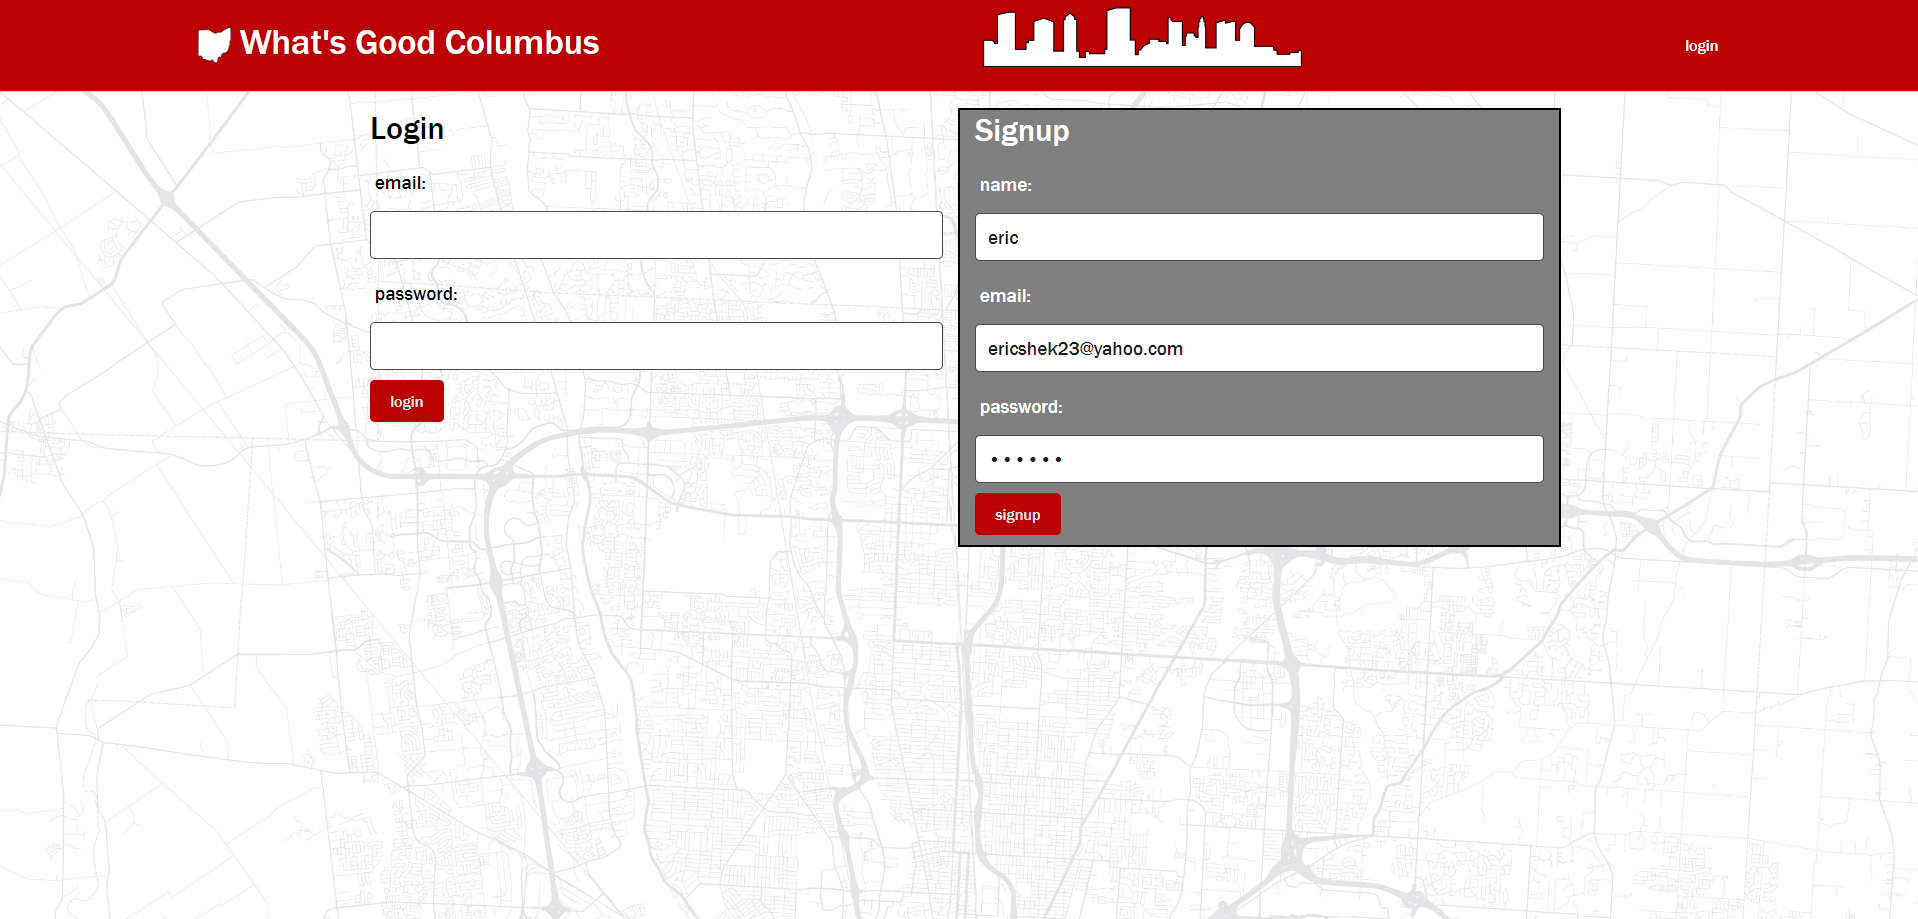 What's Good Columbus
login
Login
email:
password:
login
Signup
name:
eric
email:
ericshek23@yahoo.com
password:
••••••
signup